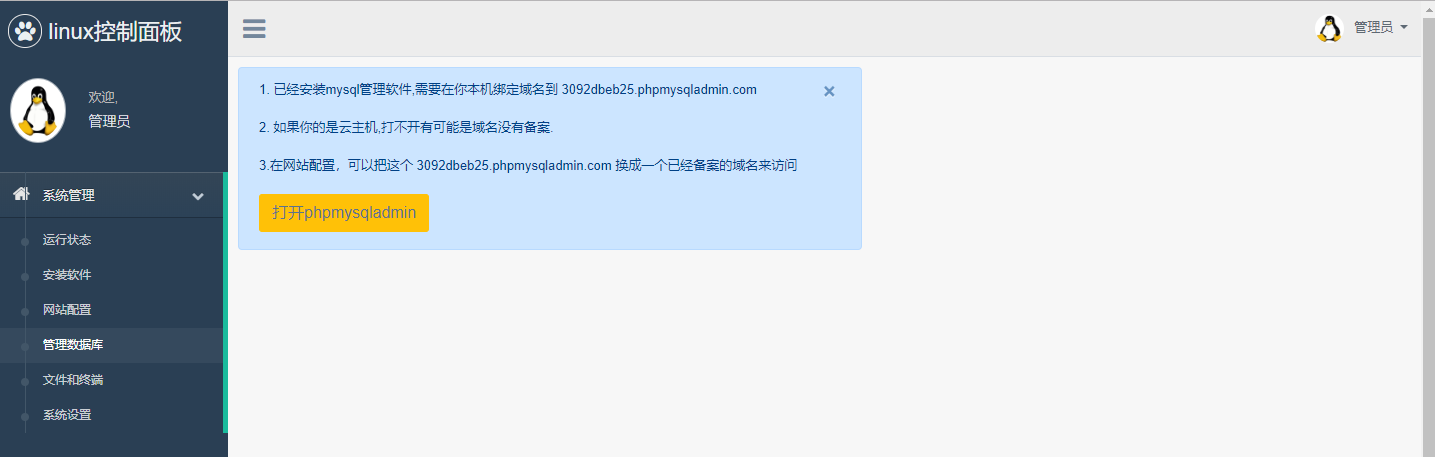 linux控制面板
管理员
欢迎,
管理员
系统管理
运行状态
安装软件
网站配置
管理数据库
文件和终端
系统设置
1. 已经安装mysql管理软件,需要在你本机绑定域名到 3092dbeb25.phpmysqladmin.com
×
2. 如果你的是云主机,打不开有可能是域名没有备案.
3.在网站配置，可以把这个 3092dbeb25.phpmysqladmin.com 换成一个已经备案的域名来访问
打开phpmysqladmin